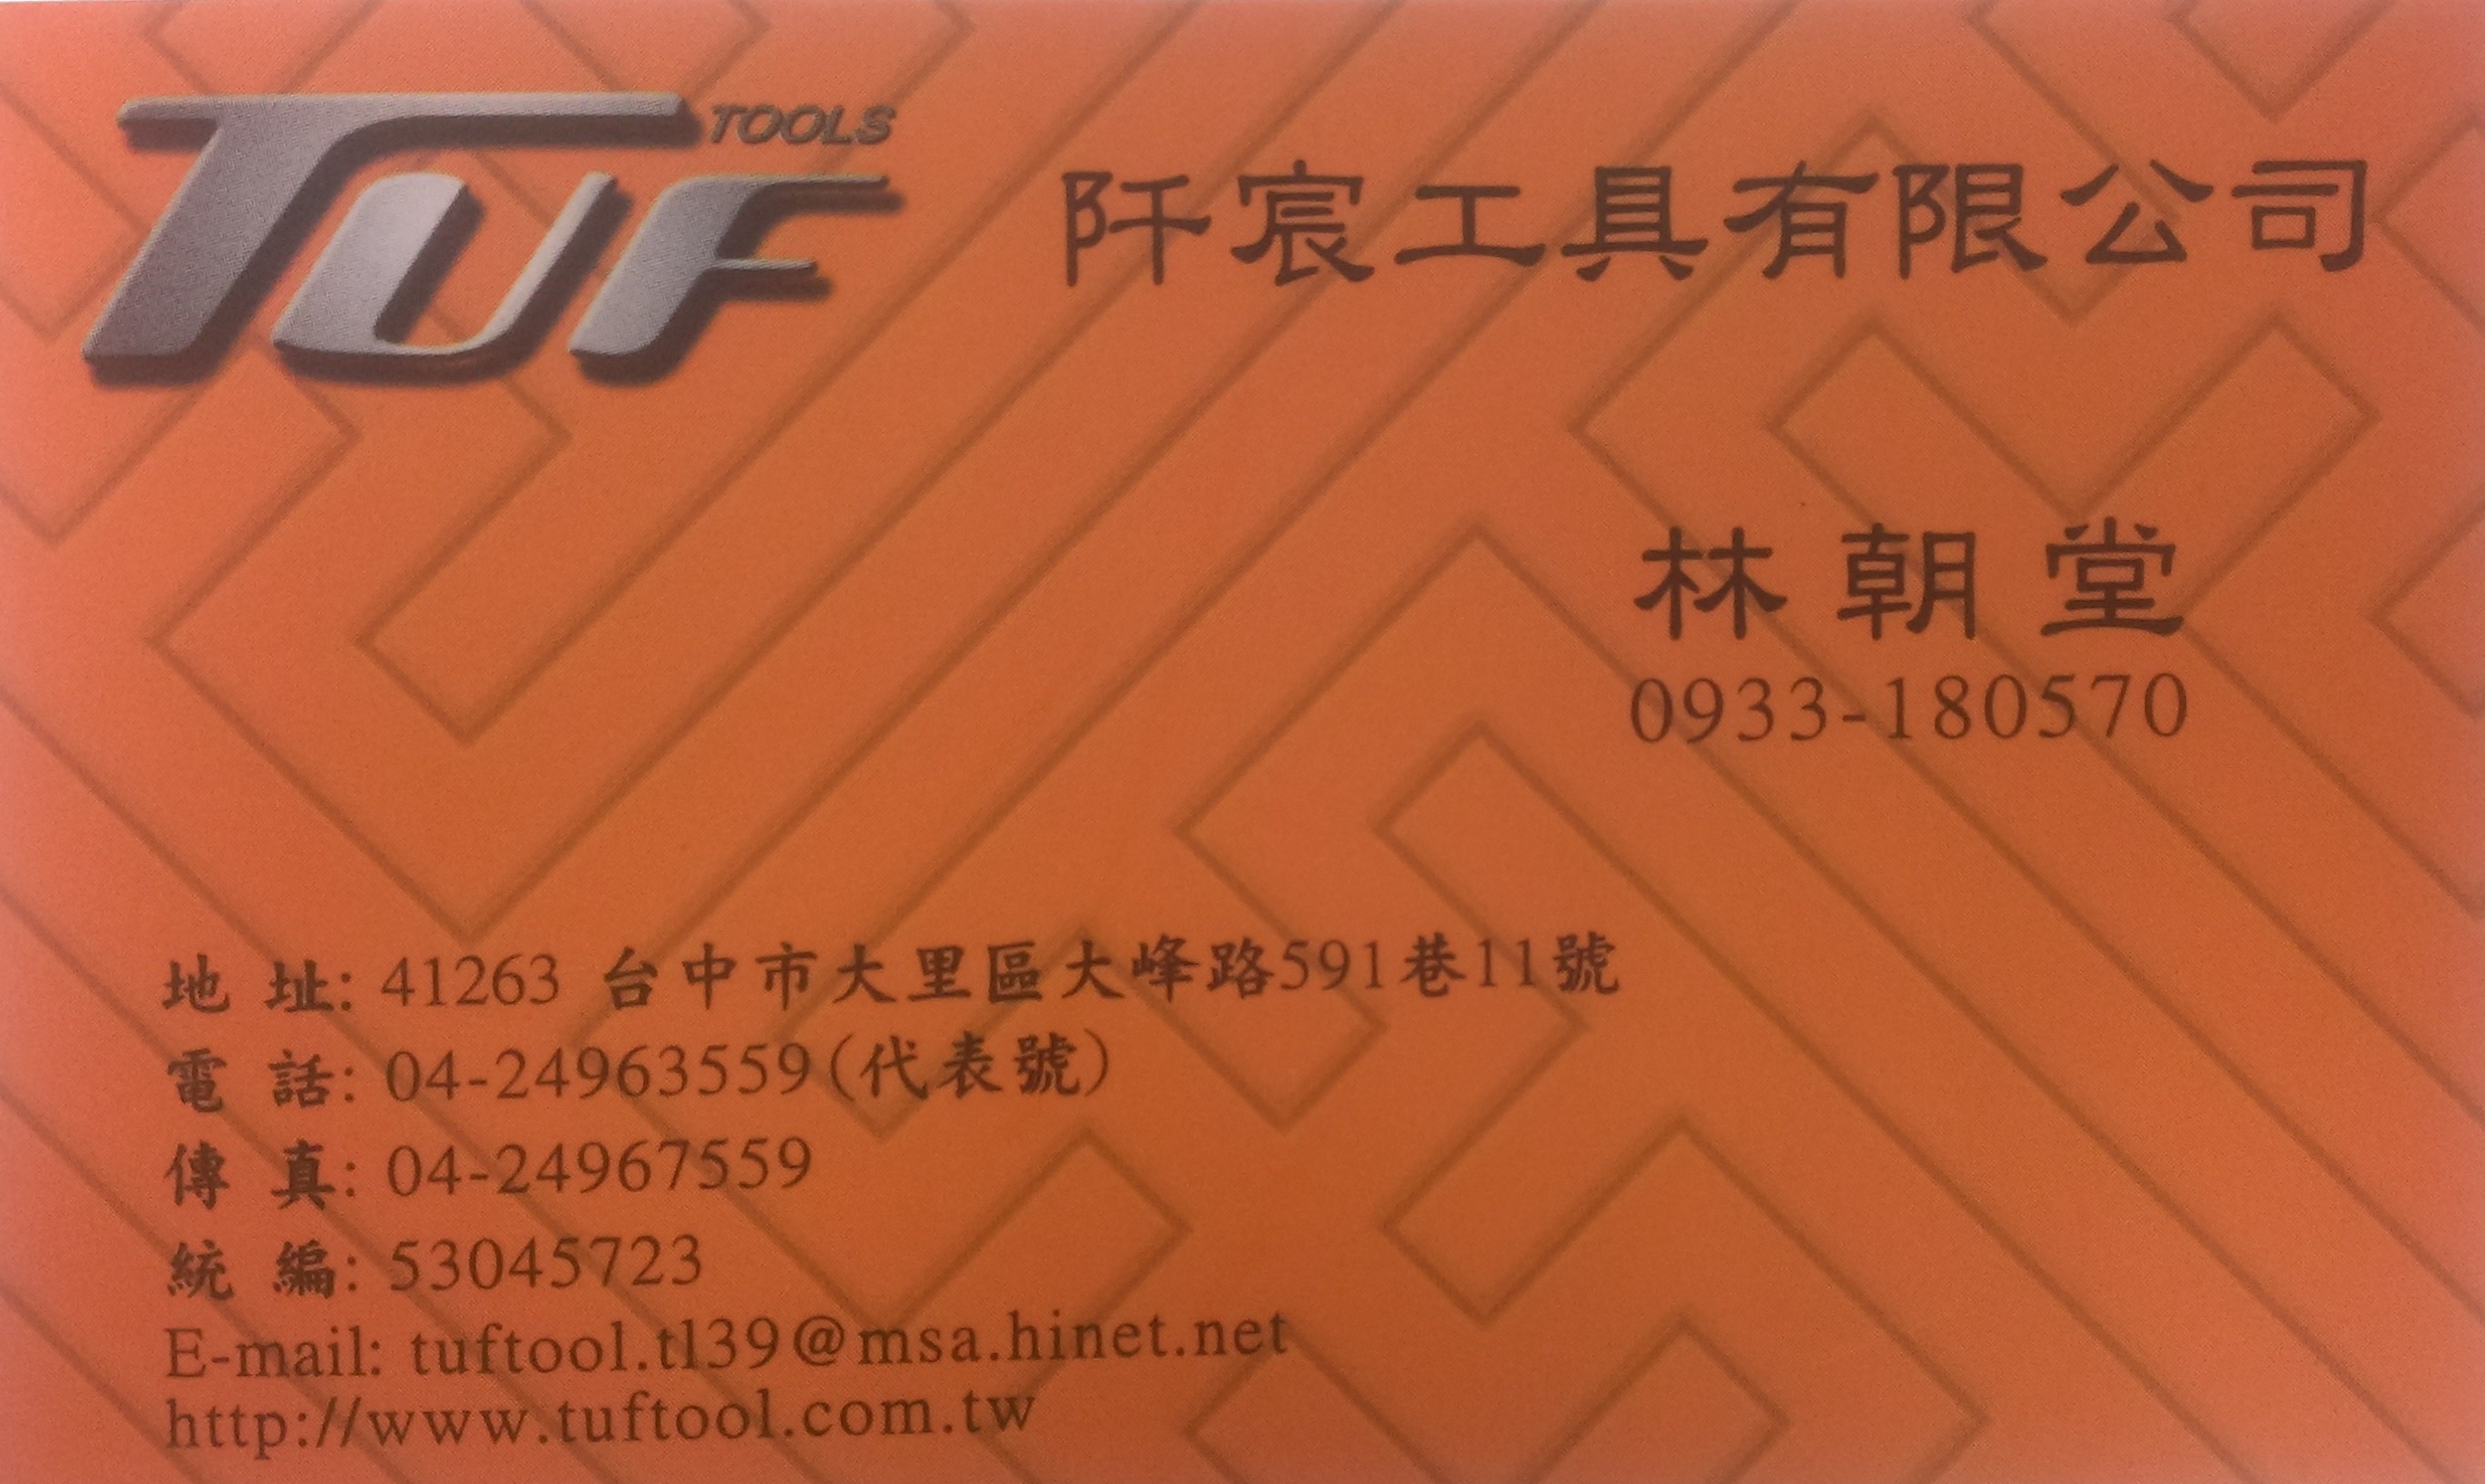 TUF TOOLS
阡宸工具有限公司
林朝堂
0933-180570
地 址: 41263 台中市大里區大峰路591巷11號
電 話: 04-24963559(代表號)
傳 真: 04-24967559
統 編: 53045723
E-mail: tuftool.tl39@msa.hinet.net
http://www.tuftool.com.tw